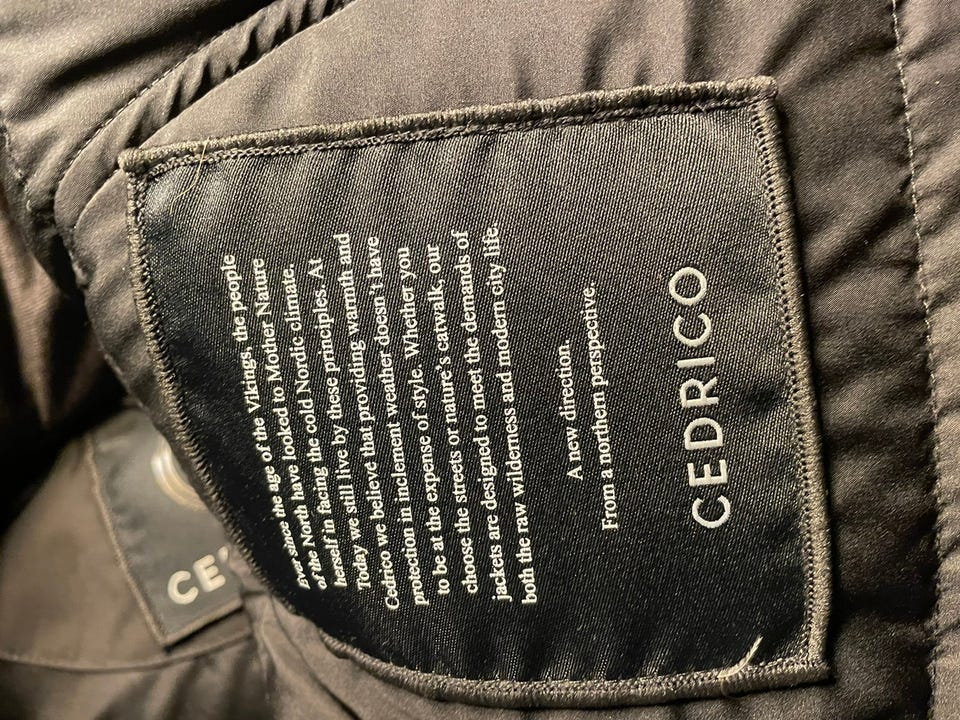 Ever since the age of the Vikings, the people
of the North have looked to Mother Nature
herself in facing the cold Nordic climate.
Today we still live by these principles. At
Cedrico we believe that providing warmth and
protection in inclement weather doesn't have
to be at the expense of style. Whether you
choose the streets or nature's catwalk, our
jackets are designed to meet the demands of
both the raw wilderness and modern city life.
A new direction.
From a northern perspective.
CEDRICO
CE